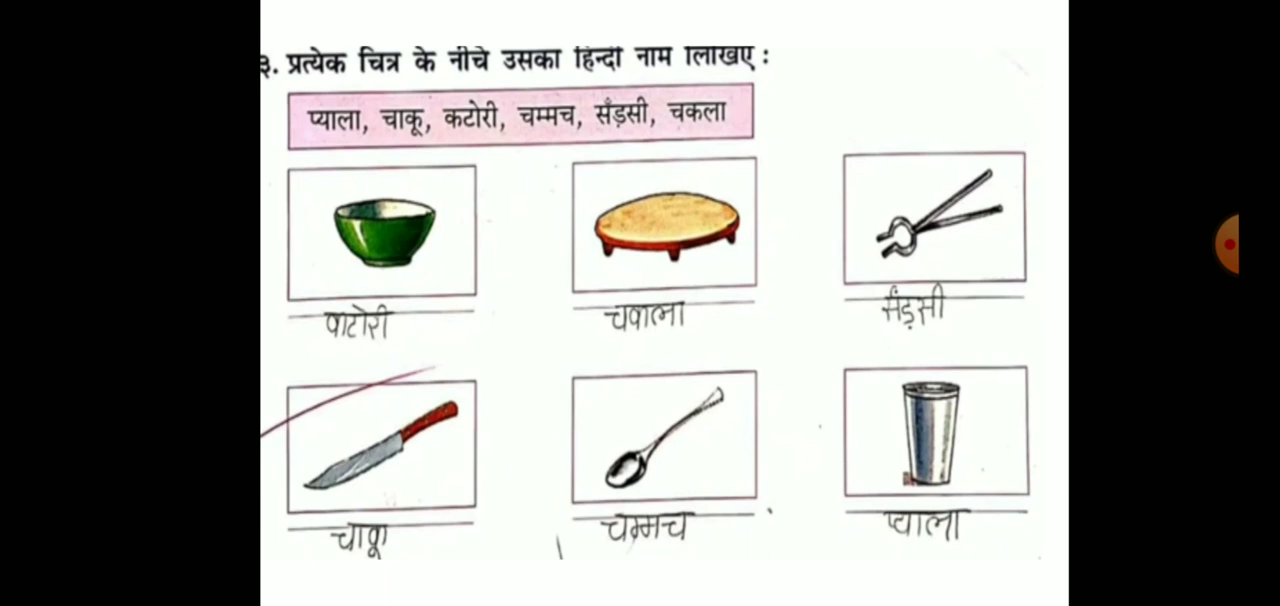 ३. प्रत्येक चित्र के नीचे उसका हिन्दी नाम लिखिए :
प्याला, चाकू, कटोरी, चम्मच, सँड़सी, चकला
कटोरी चकला सँड़सी
चाकू चम्मच प्याला